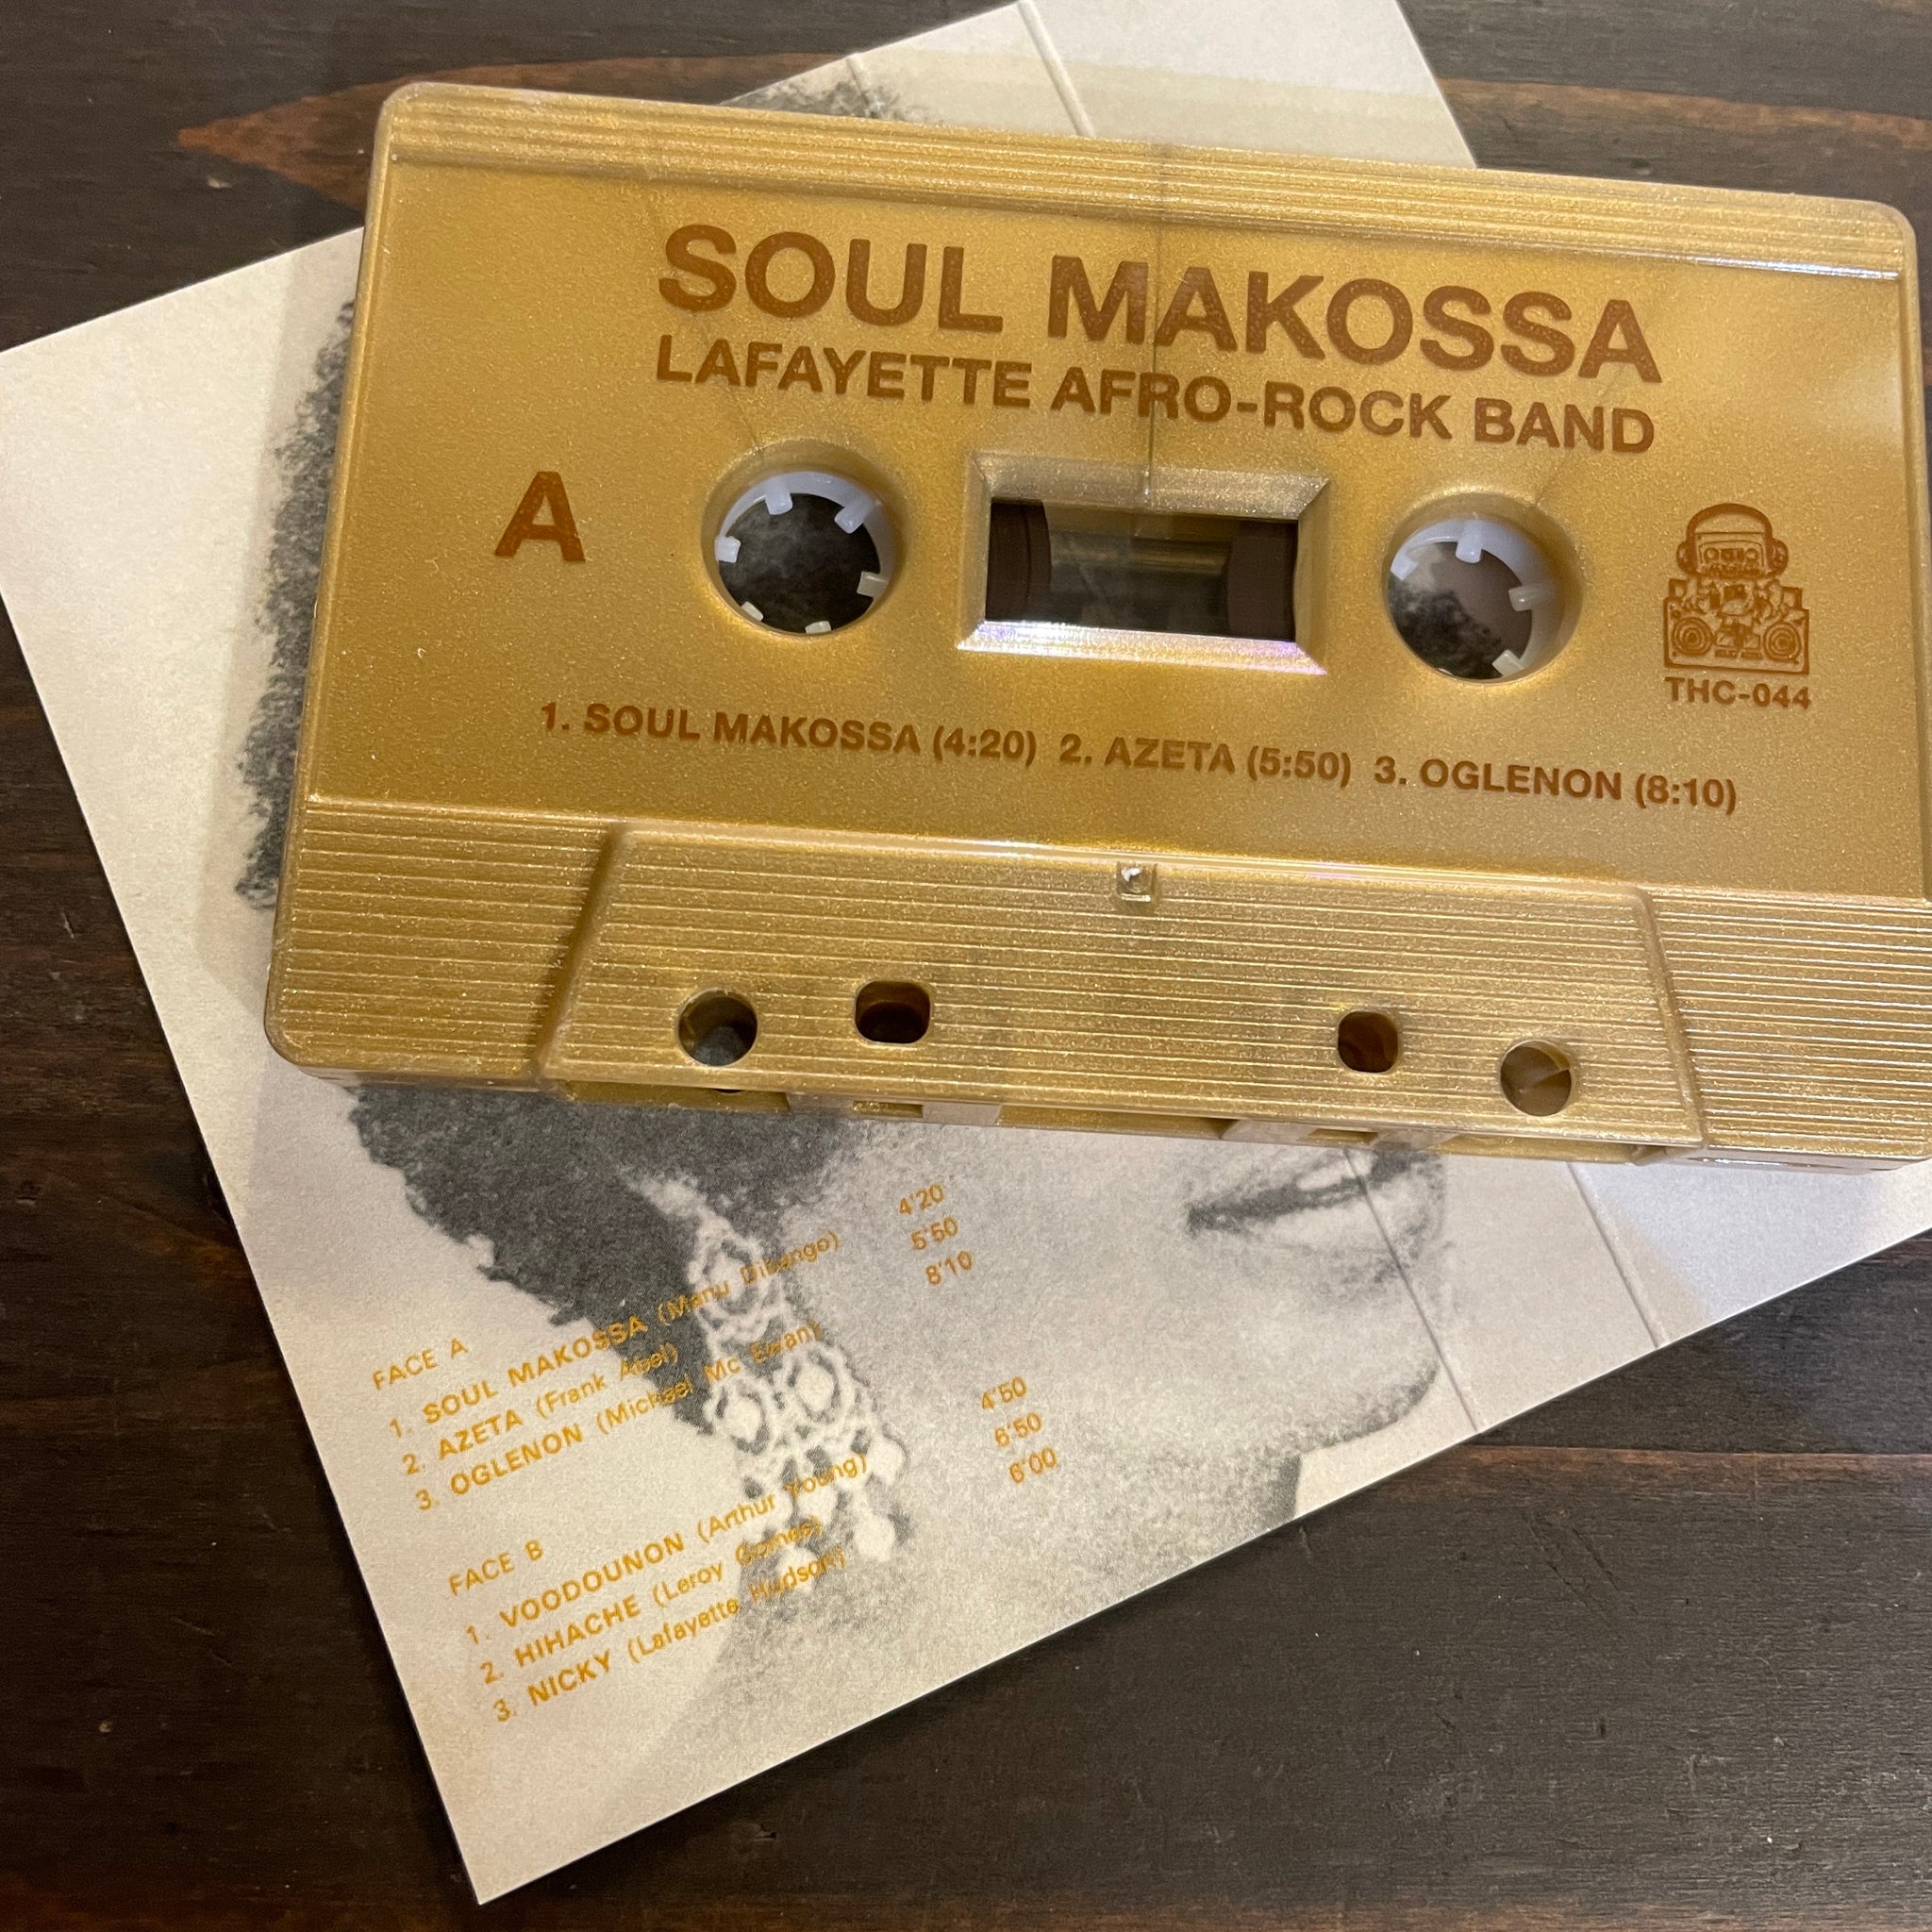 SOUL MAKOSSA
LAFAYETTE AFRO-ROCK BAND
A
THC-044
1. SOUL MAKOSSA (4:20) 2. AZETA (5:50) 3. OGLENON (8:10)
FACE A
1. SOUL MAKOSSA (Manu Dibango) 4'20
2. AZETA (Frank Abel) 5'50
3. OGLENON (Michael Mc Ewan) 8'10
FACE B
1. VOODOUNON (Arthur Young) 4'50
2. HIHACHE (Leroy Gomes) 6'50
3. NICKY (Lafayette Hudson) 6'00